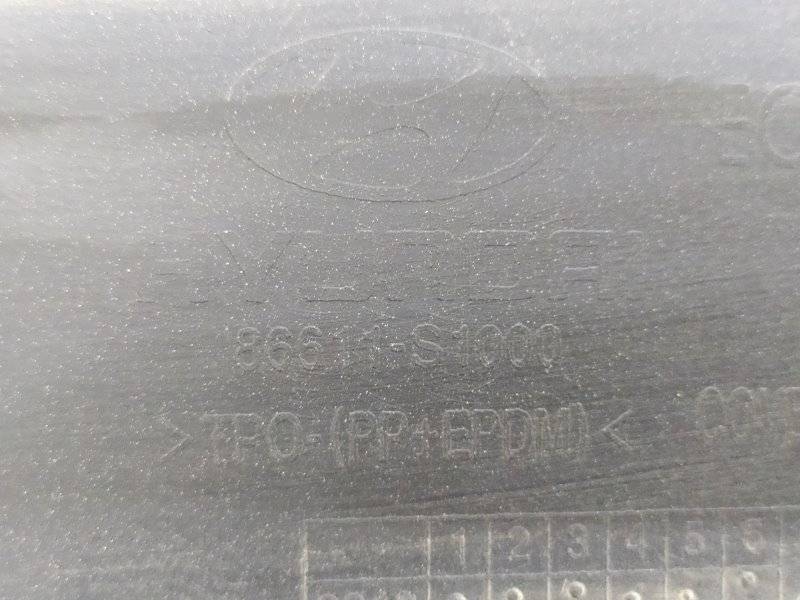 HYUNDAI
86611-S1000
>TPO-(PP+EPDM)<
1 2 3 4 5 6